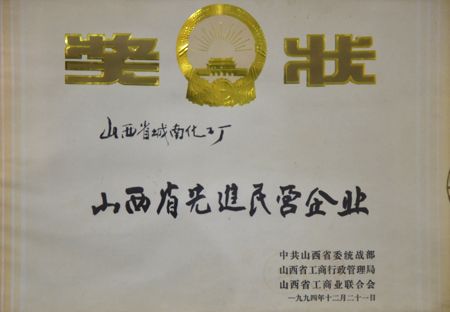 奖状
山西省城南化工厂
山西省先進民营企业
中共山西省委统战部
山西省工商行政管理局
山西省工商业联合会
一九九四年十二月二十一日